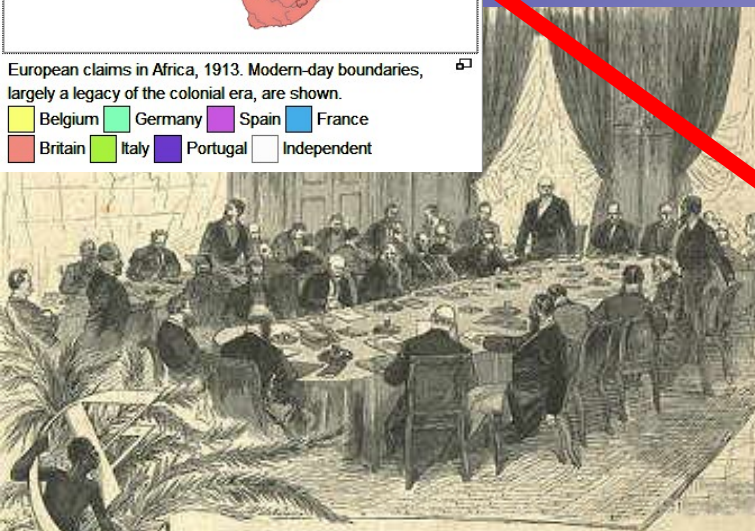 European claims in Africa, 1913. Modern-day boundaries,
largely a legacy of the colonial era, are shown.
Belgium Germany Spain France
Britain Italy Portugal Independent